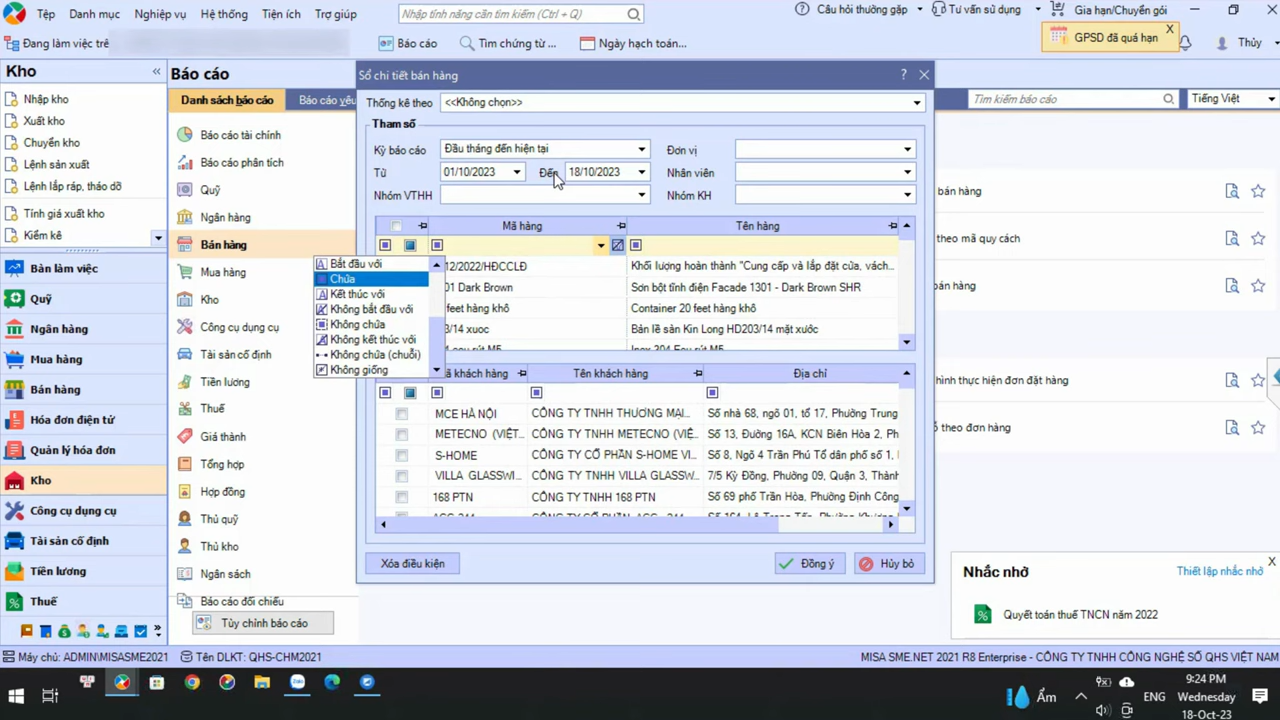 Tệp Danh mục Nghiệp vụ Hệ thống Tiện ích Trợ giúp
Nhập tính năng cần tìm kiếm (Ctrl + Q)
Câu hỏi thường gặp
Tư vấn sử dụng
Gia hạn/Chuyển gói
Đang làm việc trê
Báo cáo
Tìm chứng từ ...
Ngày hạch toán...
GPSD đã quá hạn
X
Thủy
Kho
Nhập kho
Xuất kho
Chuyển kho
Lệnh sản xuất
Lệnh lắp ráp, tháo dỡ
Tính giá xuất kho
Kiểm kê
Bàn làm việc
Quỹ
Ngân hàng
Mua hàng
Bán hàng
Hóa đơn điện tử
Quản lý hóa đơn
Kho
Công cụ dụng cụ
Tài sản cố định
Tiền lương
Thuế
Báo cáo
Danh sách báo cáo
Báo cáo yêu
Tìm kiếm báo cáo
Tiếng Việt
Báo cáo tài chính
Báo cáo phân tích
Quỹ
Ngân hàng
Bán hàng
Mua hàng
Kho
Công cụ dụng cụ
Tài sản cố định
Tiền lương
Thuế
Giá thành
Tổng hợp
Hợp đồng
Thủ quỹ
Thủ kho
Ngân sách
Báo cáo đối chiếu
Tùy chỉnh báo cáo
Sổ chi tiết bán hàng
?
Thống kê theo
<<Không chọn>>
Tham số
Kỳ báo cáo
Đầu tháng đến hiện tại
Đơn vị
Từ
01/10/2023
Đến
18/10/2023
Nhân viên
Nhóm VTHH
Nhóm KH
Mã hàng
Tên hàng
12/2022/HĐCCLĐ
Khối lượng hoàn thành "Cung cấp và lắp đặt cửa, vách...
01 Dark Brown
Sơn bột tĩnh điện Facade 1301 - Dark Brown SHR
feet hàng khô
Container 20 feet hàng khô
3/14 xuoc
Bản lề sàn Kin Long HD203/14 mặt xước
Bắt đầu với
Chứa
Kết thúc với
Không bắt đầu với
Không chứa
Không kết thúc với
Không chứa (chuỗi)
Không giống
ã khách hàng
Tên khách hàng
Địa chỉ
MCE HÀ NỘI
CÔNG TY TNHH THƯƠNG MẠI...
Số nhà 68, ngõ 01, tổ 17, Phường Trung
METECNO (VIỆT...
CÔNG TY TNHH METECNO (VIỆ...
Số 13, Đường 16A, KCN Biên Hòa 2, P
S-HOME
CÔNG TY CỔ PHẦN S-HOME VI...
Số 8, Ngõ 4 Trần Phú Tổ dân phố số 1,
VILLA GLASSWI...
CÔNG TY TNHH VILLA GLASSW...
7/5 Kỳ Đồng, Phường 09, Quận 3, Thành
168 PTN
CÔNG TY TNHH 168 PTN
Số 69 phố Trần Hòa, Phường Định Công
Xóa điều kiện
Đồng ý
Hủy bỏ
bán hàng
theo mã quy cách
án hàng
hình thực hiện đơn đặt hàng
theo đơn hàng
Nhắc nhở
Thiết lập nhắc nhở
X
Quyết toán thuế TNCN năm 2022
Máy chủ: ADMIN\MISASME2021
Tên DLKT: QHS-CHM2021
MISA SME.NET 2021 R8 Enterprise - CÔNG TY TNHH CÔNG NGHỆ SỐ QHS VIỆT NAM
Ẩm
ENG
9:24 PM
Wednesday
18-Oct-23